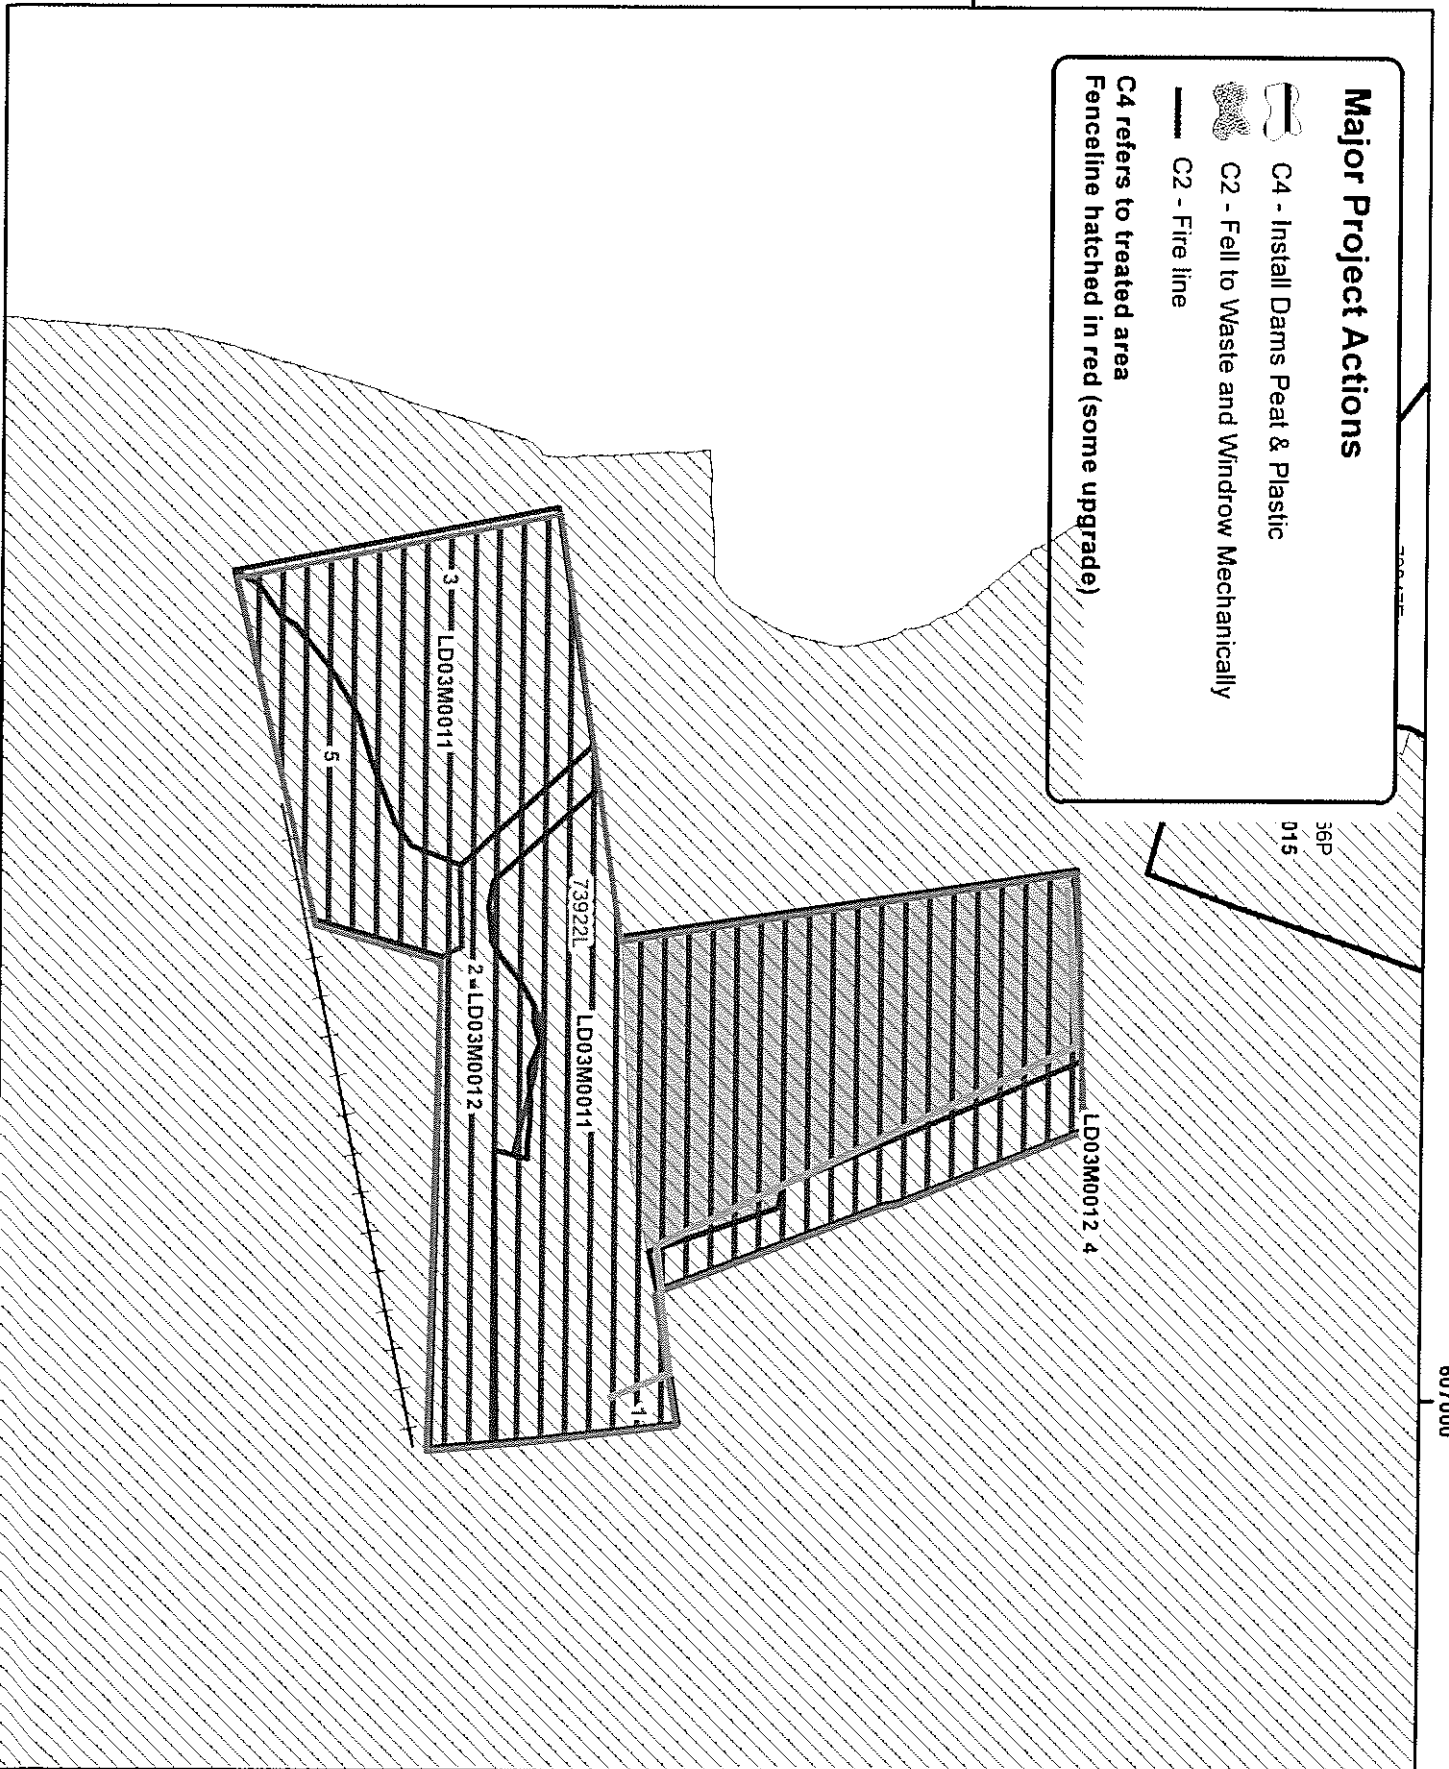 Major Project Actions
C4 - Install Dams Peat & Plastic
C2 - Fell to Waste and Windrow Mechanically
C2 - Fire line
C4 refers to treated area
Fenceline hatched in red (some upgrade)
015
607000
LD03M0012 4
73922L
LD03M0011
1
3
LD03M0011
2
LD03M0012
5